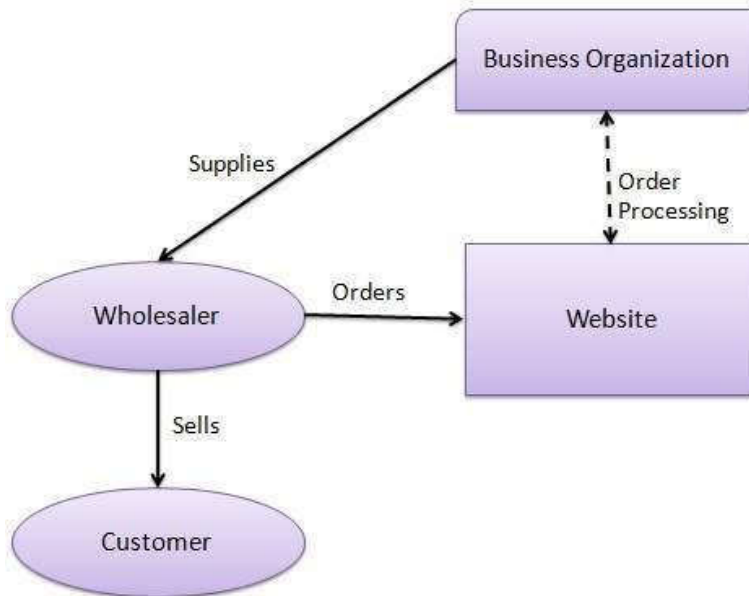 Business Organization
Supplies
Order
Processing
Wholesaler
Orders
Website
Sells
Customer